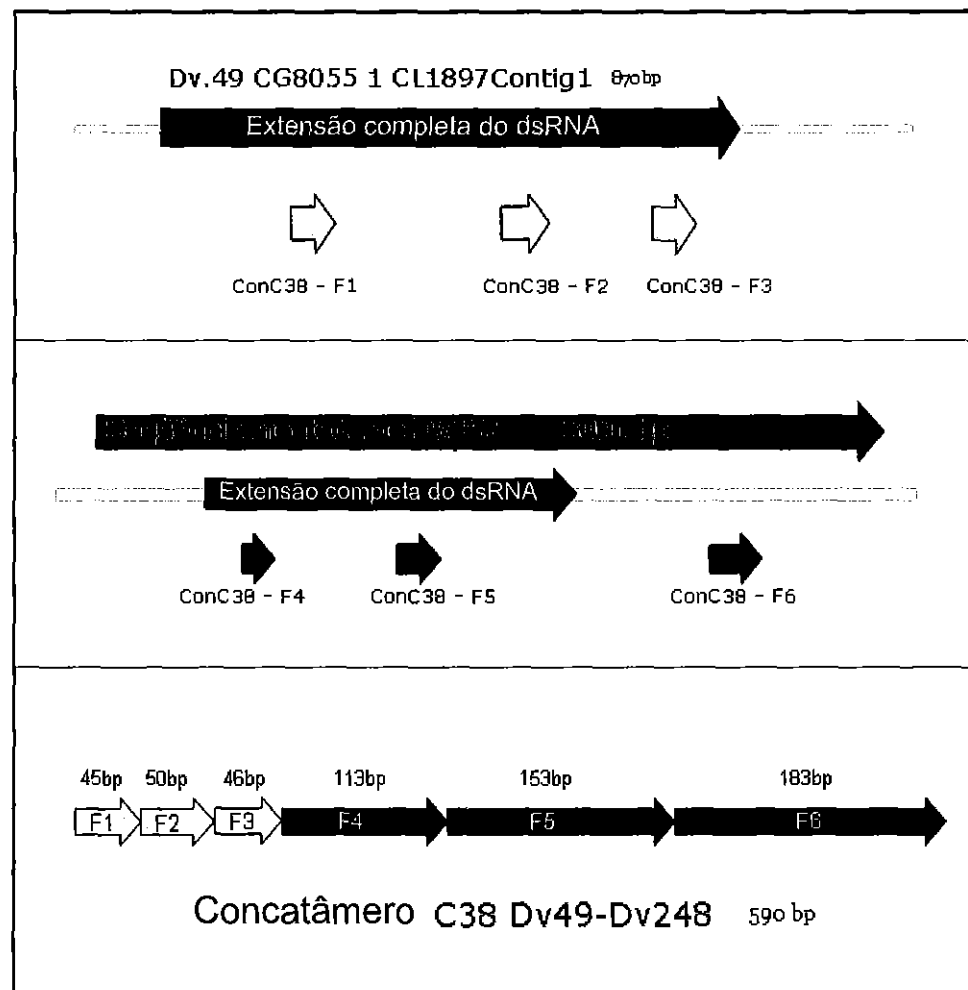 Dv.49 CG8055 1 CL1897Contig1 870bp
Extensão completa do dsRNA
ConC38 - F1
ConC38 - F2
ConC38 - F3
Extensão completa do dsRNA
ConC38 - F4
ConC38 - F5
ConC38 - F6
45bp 50bp 46bp 113bp 153bp 183bp
F1 F2 F3 F4 F5 F6
Concatâmero C38 Dv49-Dv248 590 bp